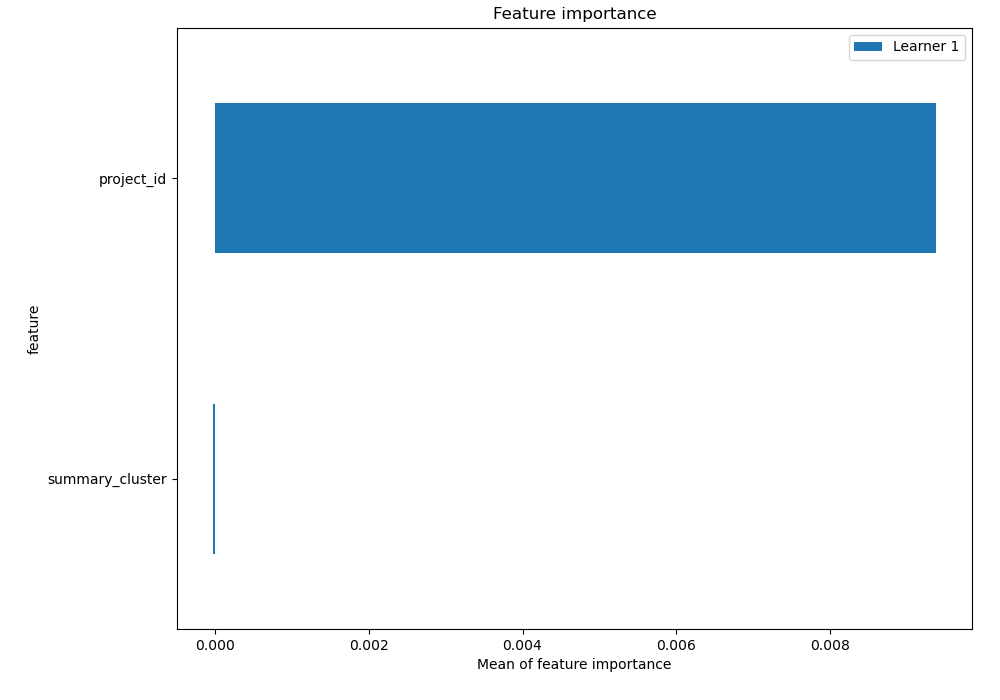 Feature importance
Learner 1
project_id
feature
summary_cluster
0.000 0.002 0.004 0.006 0.008
Mean of feature importance